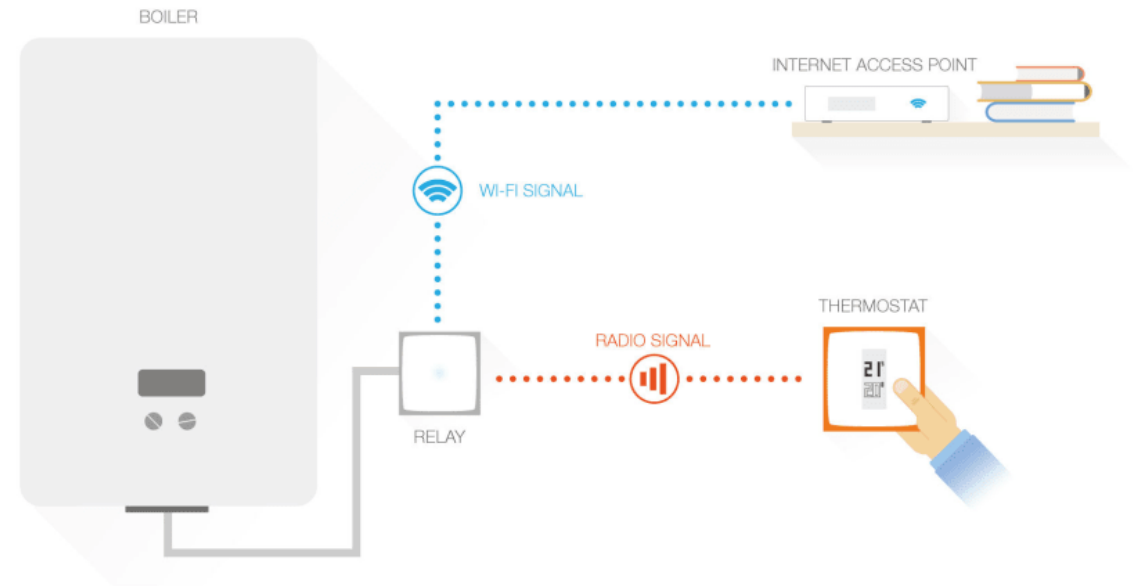 BOILER
INTERNET ACCESS POINT
WI-FI SIGNAL
THERMOSTAT
RADIO SIGNAL
21°
RELAY